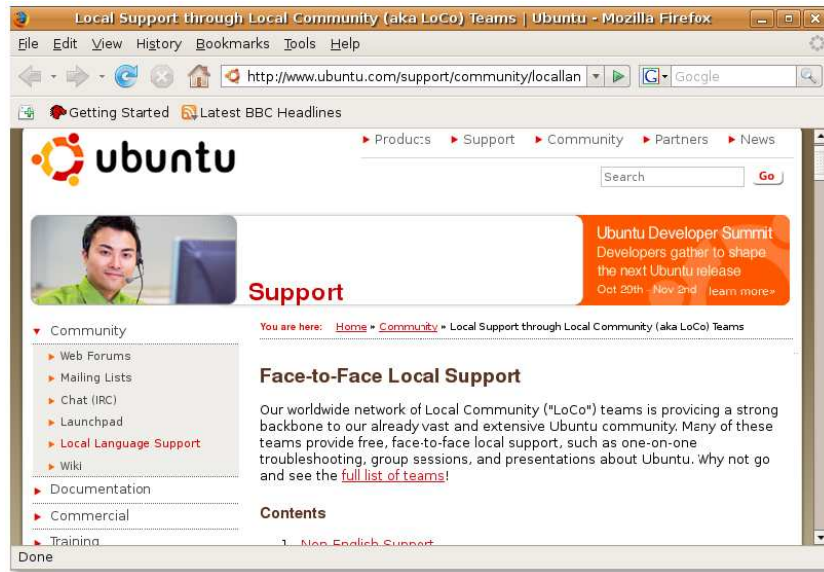 Local Support through Local Community (aka LoCo) Teams | Ubuntu - Mozilla Firefox
File Edit View History Bookmarks Tools Help
http://www.ubuntu.com/support/community/locallan
G Google
Getting Started Latest BBC Headlines
ubuntu
Products Support Community Partners News
Search Go
Ubuntu Developer Summit
Developers gather to shape
the next Ubuntu release
Oct 29th - Nov 2nd learn more»
Support
Community
Web Forums
Mailing Lists
Chat (IRC)
Launchpad
Local Language Support
Wiki
Documentation
Commercial
Training
You are here: Home » Community » Local Support through Local Community (aka LoCo) Teams
Face-to-Face Local Support
Our worldwide network of Local Community ("LoCo") teams is provicing a strong
backbone to our already vast and extensive Ubuntu community. Many of these
teams provide free, face-to-face local support, such as one-on-one
troubleshooting, group sessions, and presentations about Ubuntu. Why not go
and see the full list of teams!
Contents
1. Non-English Support
Done